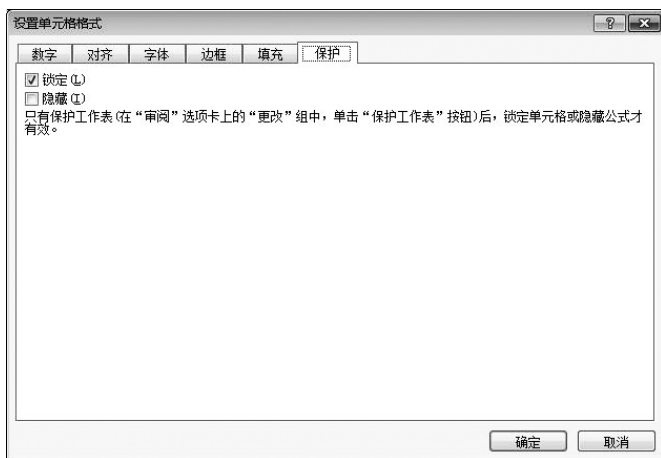 设置单元格格式
数字 对齐 字体 边框 填充 保护
锁定(L)
隐藏(I)
只有保护工作表(在“审阅”选项卡上的“更改”组中，单击“保护工作表”按钮)后，锁定单元格或隐藏公式才
有效。
确定 取消